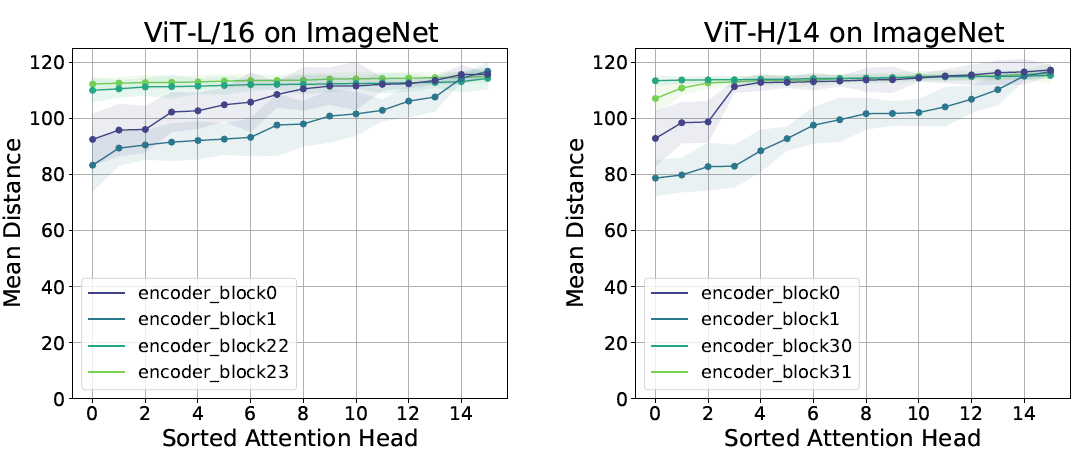 ViT-L/16 on ImageNet
120
100
80
60
40
20
0
Mean Distance
encoder_block0
encoder_block1
encoder_block22
encoder_block23
0 2 4 6 8 10 12 14
Sorted Attention Head
ViT-H/14 on ImageNet
120
100
80
60
40
20
0
Mean Distance
encoder_block0
encoder_block1
encoder_block30
encoder_block31
0 2 4 6 8 10 12 14
Sorted Attention Head